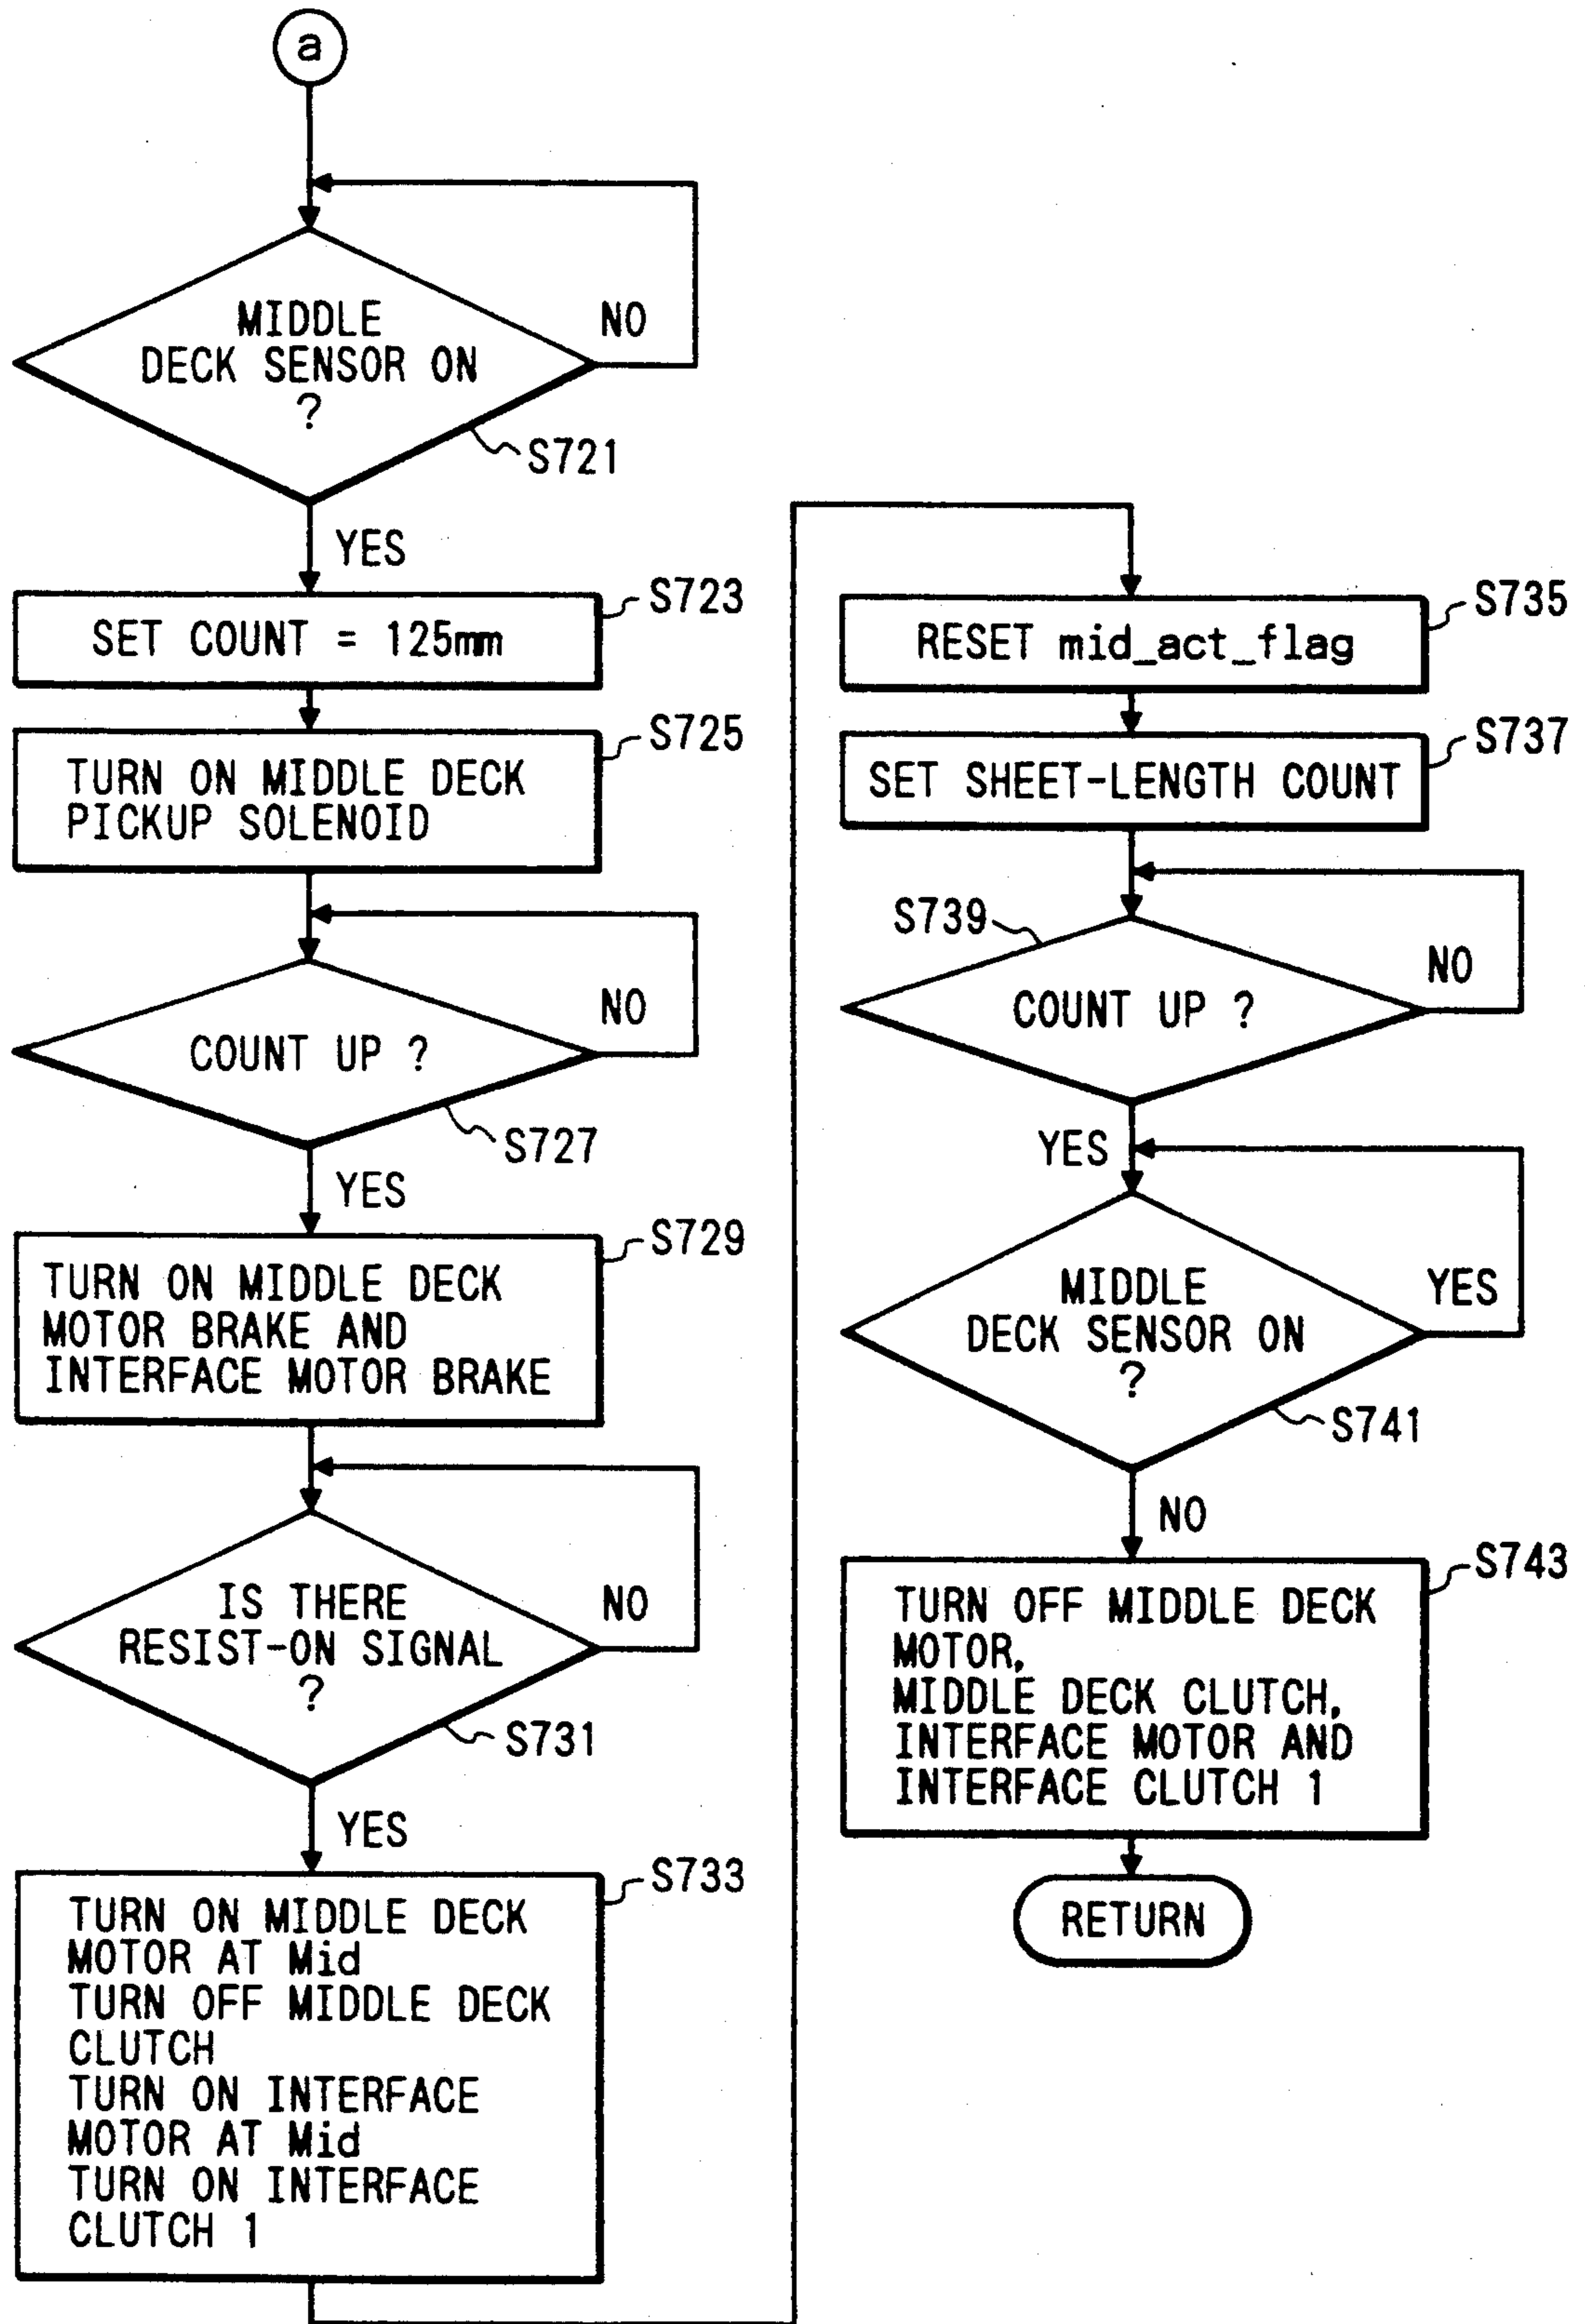 a
MIDDLE
DECK SENSOR ON
?
NO
S721
YES
S723
SET COUNT = 125mm
S725
TURN ON MIDDLE DECK
PICKUP SOLENOID
NO
COUNT UP ?
S727
YES
S729
TURN ON MIDDLE DECK
MOTOR BRAKE AND
INTERFACE MOTOR BRAKE
IS THERE
RESIST-ON SIGNAL
?
NO
S731
YES
S733
TURN ON MIDDLE DECK
MOTOR AT Mid
TURN OFF MIDDLE DECK
CLUTCH
TURN ON INTERFACE
MOTOR AT Mid
TURN ON INTERFACE
CLUTCH 1
S735
RESET mid_act_flag
S737
SET SHEET-LENGTH COUNT
S739
NO
COUNT UP ?
YES
MIDDLE
DECK SENSOR ON
?
YES
S741
NO
S743
TURN OFF MIDDLE DECK
MOTOR,
MIDDLE DECK CLUTCH,
INTERFACE MOTOR AND
INTERFACE CLUTCH 1
RETURN